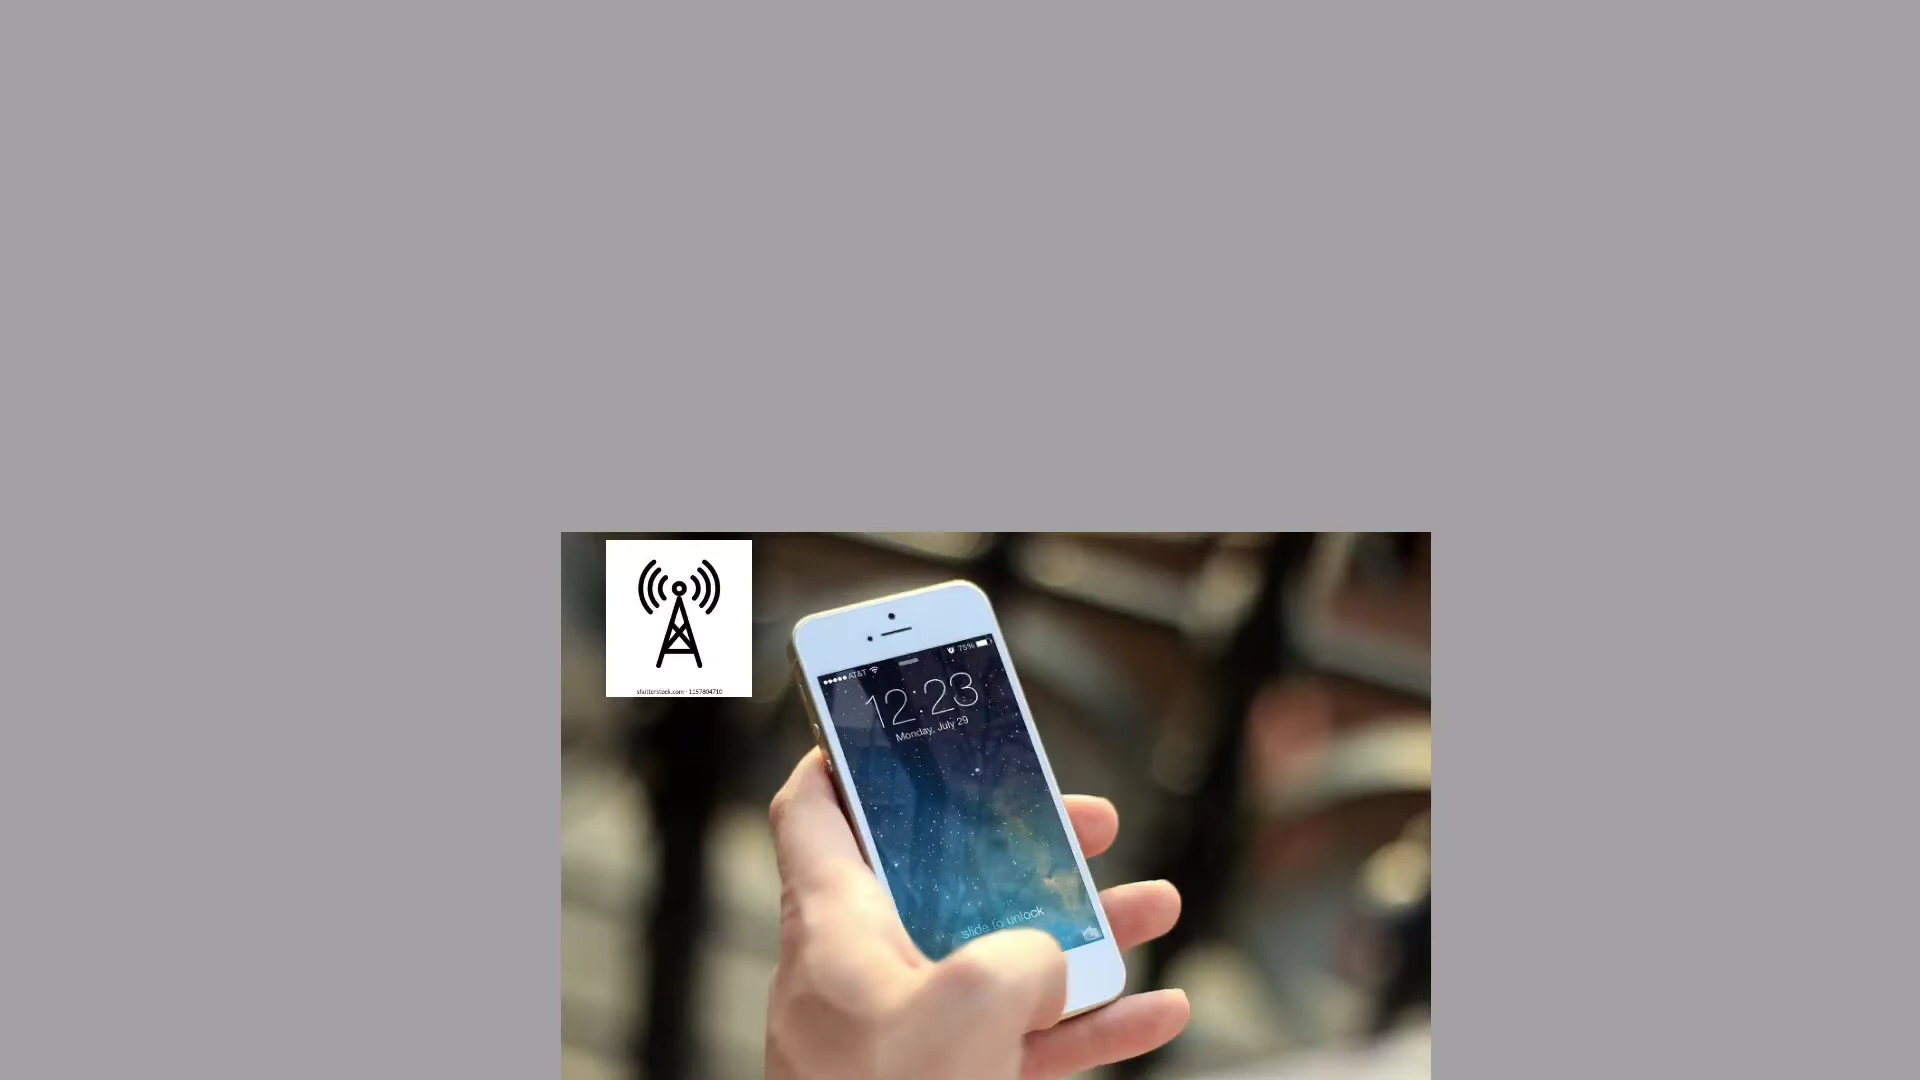 shutterstock.com · 1157804710
AT&T 75%
12:23
Monday, July 29
slide to unlock